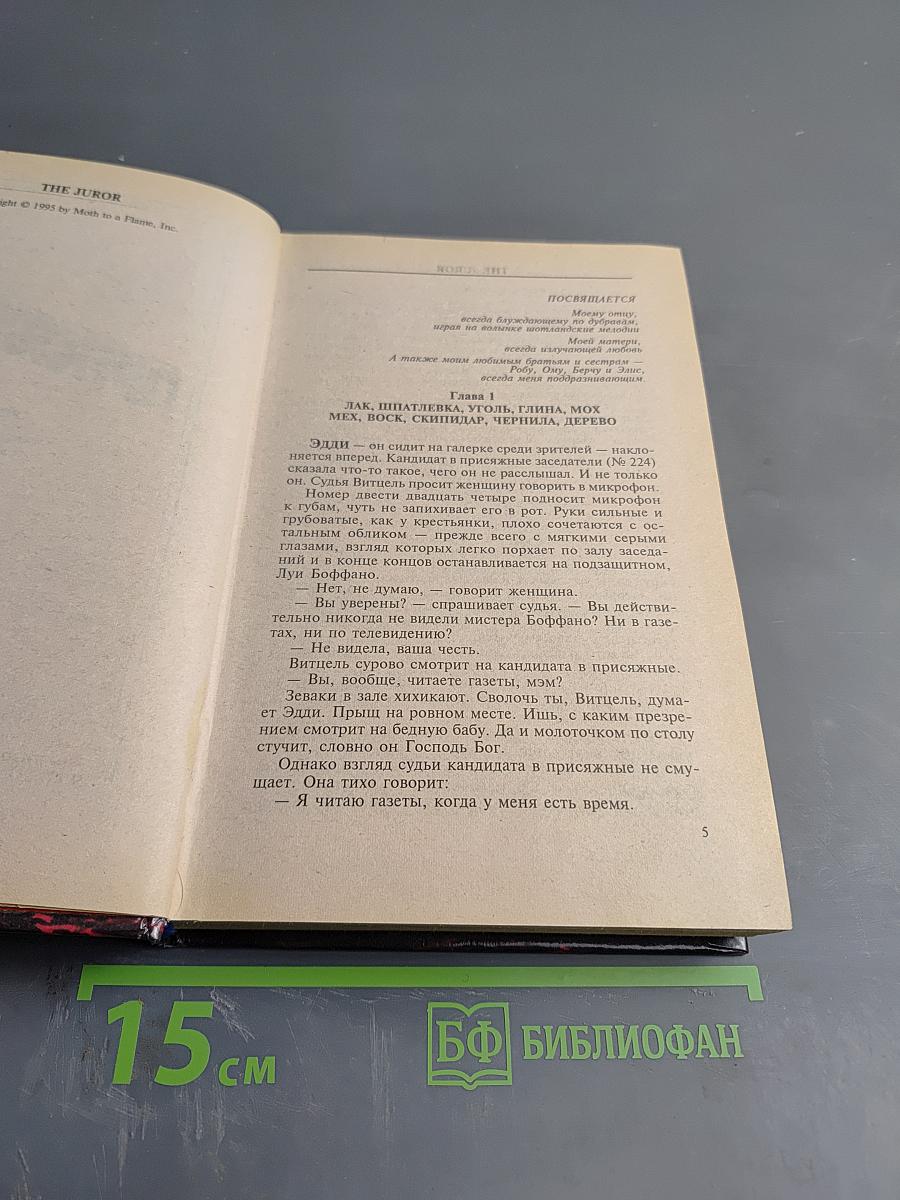 THE JUROR
ight © 1995 by Moth to a Flame, Inc.
ПОСВЯЩАЕТСЯ
Моему отцу,
всегда блуждающему по дубравам,
играя на волынке шотландские мелодии
Моей матери,
всегда излучающей любовь
А также моим любимым братьям и сестрам —
Робу, Ому, Берчу и Элис,
всегда меня поддразнивающим.
Глава 1
ЛАК, ШПАТЛЕВКА, УГОЛЬ, ГЛИНА, МОХ
МЕХ, ВОСК, СКИПИДАР, ЧЕРНИЛА, ДЕРЕВО
ЭДДИ — он сидит на галерке среди зрителей — накло-
няется вперед. Кандидат в присяжные заседатели (№ 224)
сказала что-то такое, чего он не расслышал. И не только
он. Судья Витцель просит женщину говорить в микрофон.
Номер двести двадцать четыре подносит микрофон
к губам, чуть не запихивает его в рот. Руки сильные и
грубоватые, как у крестьянки, плохо сочетаются с ос-
тальным обликом — прежде всего с мягкими серыми
глазами, взгляд которых легко порхает по залу заседа-
ний и в конце концов останавливается на подзащитном,
Луи Боффано.
— Нет, не думаю, — говорит женщина.
— Вы уверены? — спрашивает судья. — Вы действи-
тельно никогда не видели мистера Боффано? Ни в газе-
тах, ни по телевидению?
— Не видела, ваша честь.
Витцель сурово смотрит на кандидата в присяжные.
— Вы, вообще, читаете газеты, мэм?
Зеваки в зале хихикают. Сволочь ты, Витцель, дума-
ет Эдди. Прыщ на ровном месте. Ишь, с каким презре-
нием смотрит на бедную бабу. Да и молоточком по столу
стучит, словно он Господь Бог.
Однако взгляд судьи кандидата в присяжные не сму-
щает. Она тихо говорит:
— Я читаю газеты, когда у меня есть время.
5
15 см
БФ БИБЛИОФАН